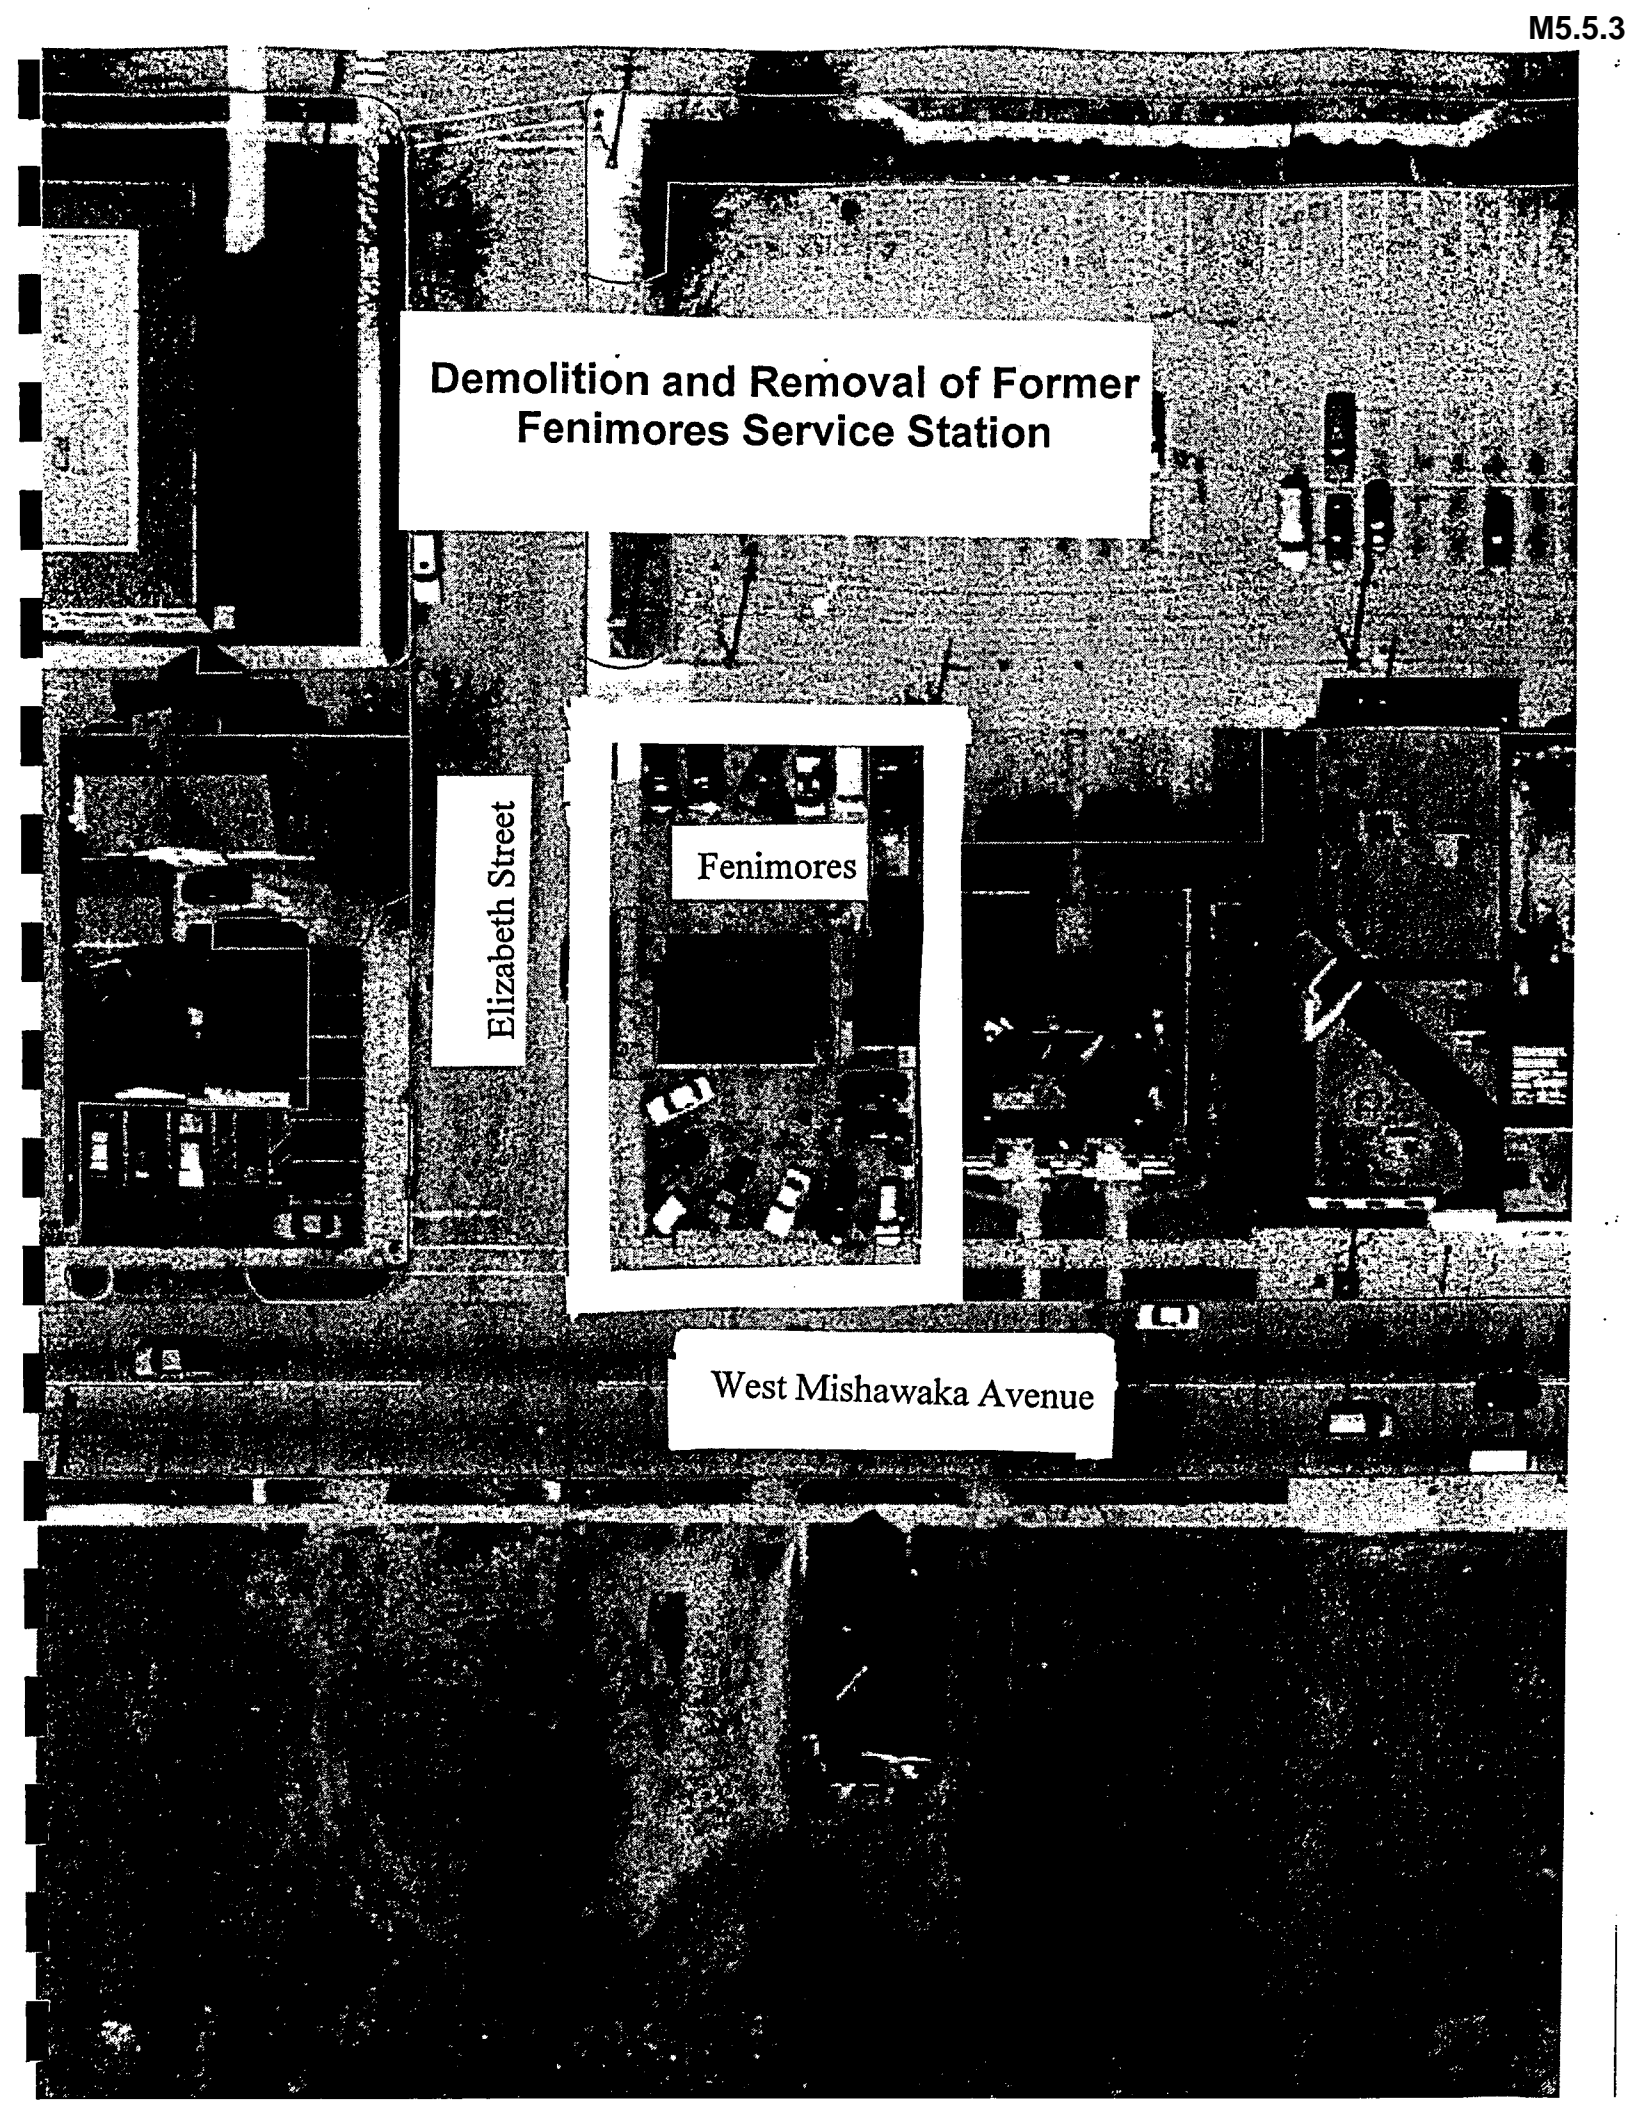 M5.5.3
Demolition and Removal of Former
Fenimores Service Station
Elizabeth Street
Fenimores
West Mishawaka Avenue